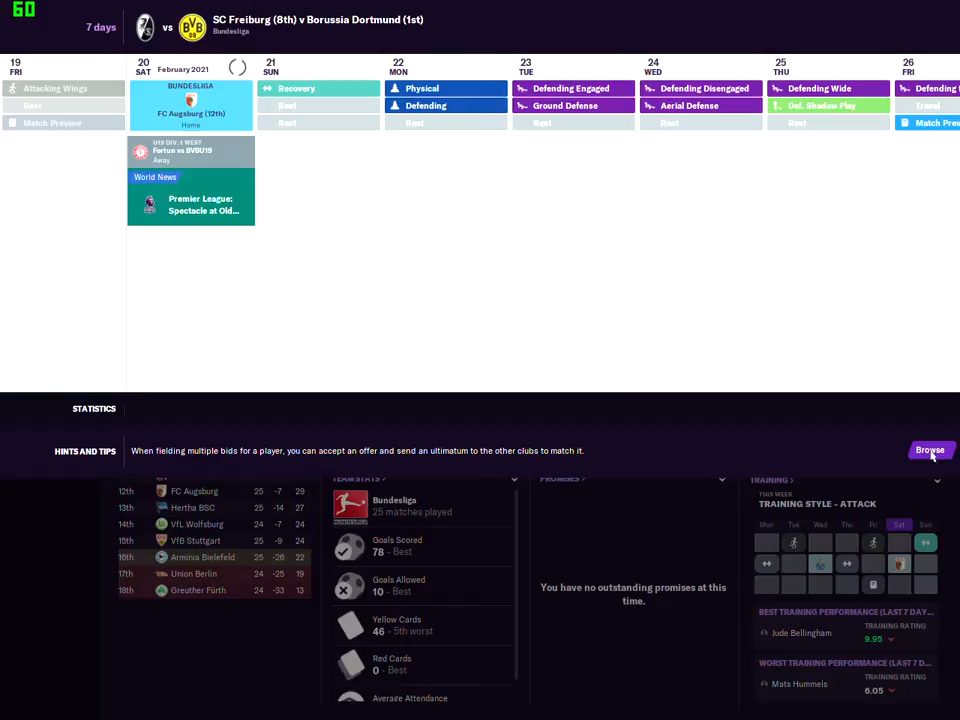 60
7 days
vs
SC Freiburg (8th) v Borussia Dortmund (1st)
Bundesliga
19
FRI
20
SAT
February 2021
21
SUN
22
MON
23
TUE
24
WED
25
THU
26
FRI
Attacking Wings
Rest
Match Preview
BUNDESLIGA
FC Augsburg (12th)
Home
Recovery
Rest
Rest
Physical
Defending
Rest
Defending Engaged
Ground Defense
Rest
Defending Disengaged
Aerial Defense
Rest
Defending Wide
Def. Shadow Play
Rest
Defending
Travel
Match Prev
U19 DIV. 1 WEST
Fortun vs BVBU19
Away
World News
Premier League:
Spectacle at Old...
STATISTICS
HINTS AND TIPS
When fielding multiple bids for a player, you can accept an offer and send an ultimatum to the other clubs to match it.
Browse
12th FC Augsburg 25 -7 29
13th Hertha BSC 25 -14 27
14th VfL Wolfsburg 24 -7 24
15th VfB Stuttgart 25 -9 24
16th Arminia Bielefeld 24 -26 22
17th Union Berlin 24 -25 19
18th Greuther Fürth 24 -33 13
TEAM STATS
Bundesliga
25 matches played
Goals Scored
78 - Best
Goals Allowed
10 - Best
Yellow Cards
46 - 5th worst
Red Cards
0 - Best
Average Attendance
PROMISES
You have no outstanding promises at this
time.
TRAINING
THIS WEEK
TRAINING STYLE - ATTACK
Mon Tue Wed Thu Fri Sat Sun
BEST TRAINING PERFORMANCE (LAST 7 DAY...
Jude Bellingham
TRAINING RATING
9.95
WORST TRAINING PERFORMANCE (LAST 7 D...
Mats Hummels
TRAINING RATING
6.05